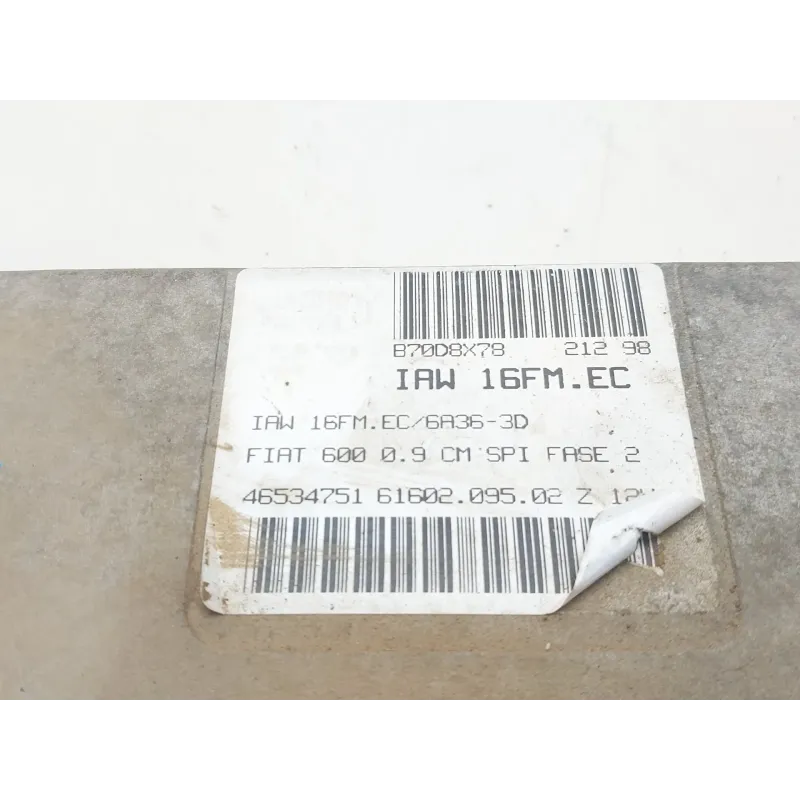 B70D8X78 212 98
IAW 16FM.EC
IAW 16FM.EC/6A36-3D
FIAT 600 0.9 CM SPI FASE 2
46534751 61602.095.02 Z 12V